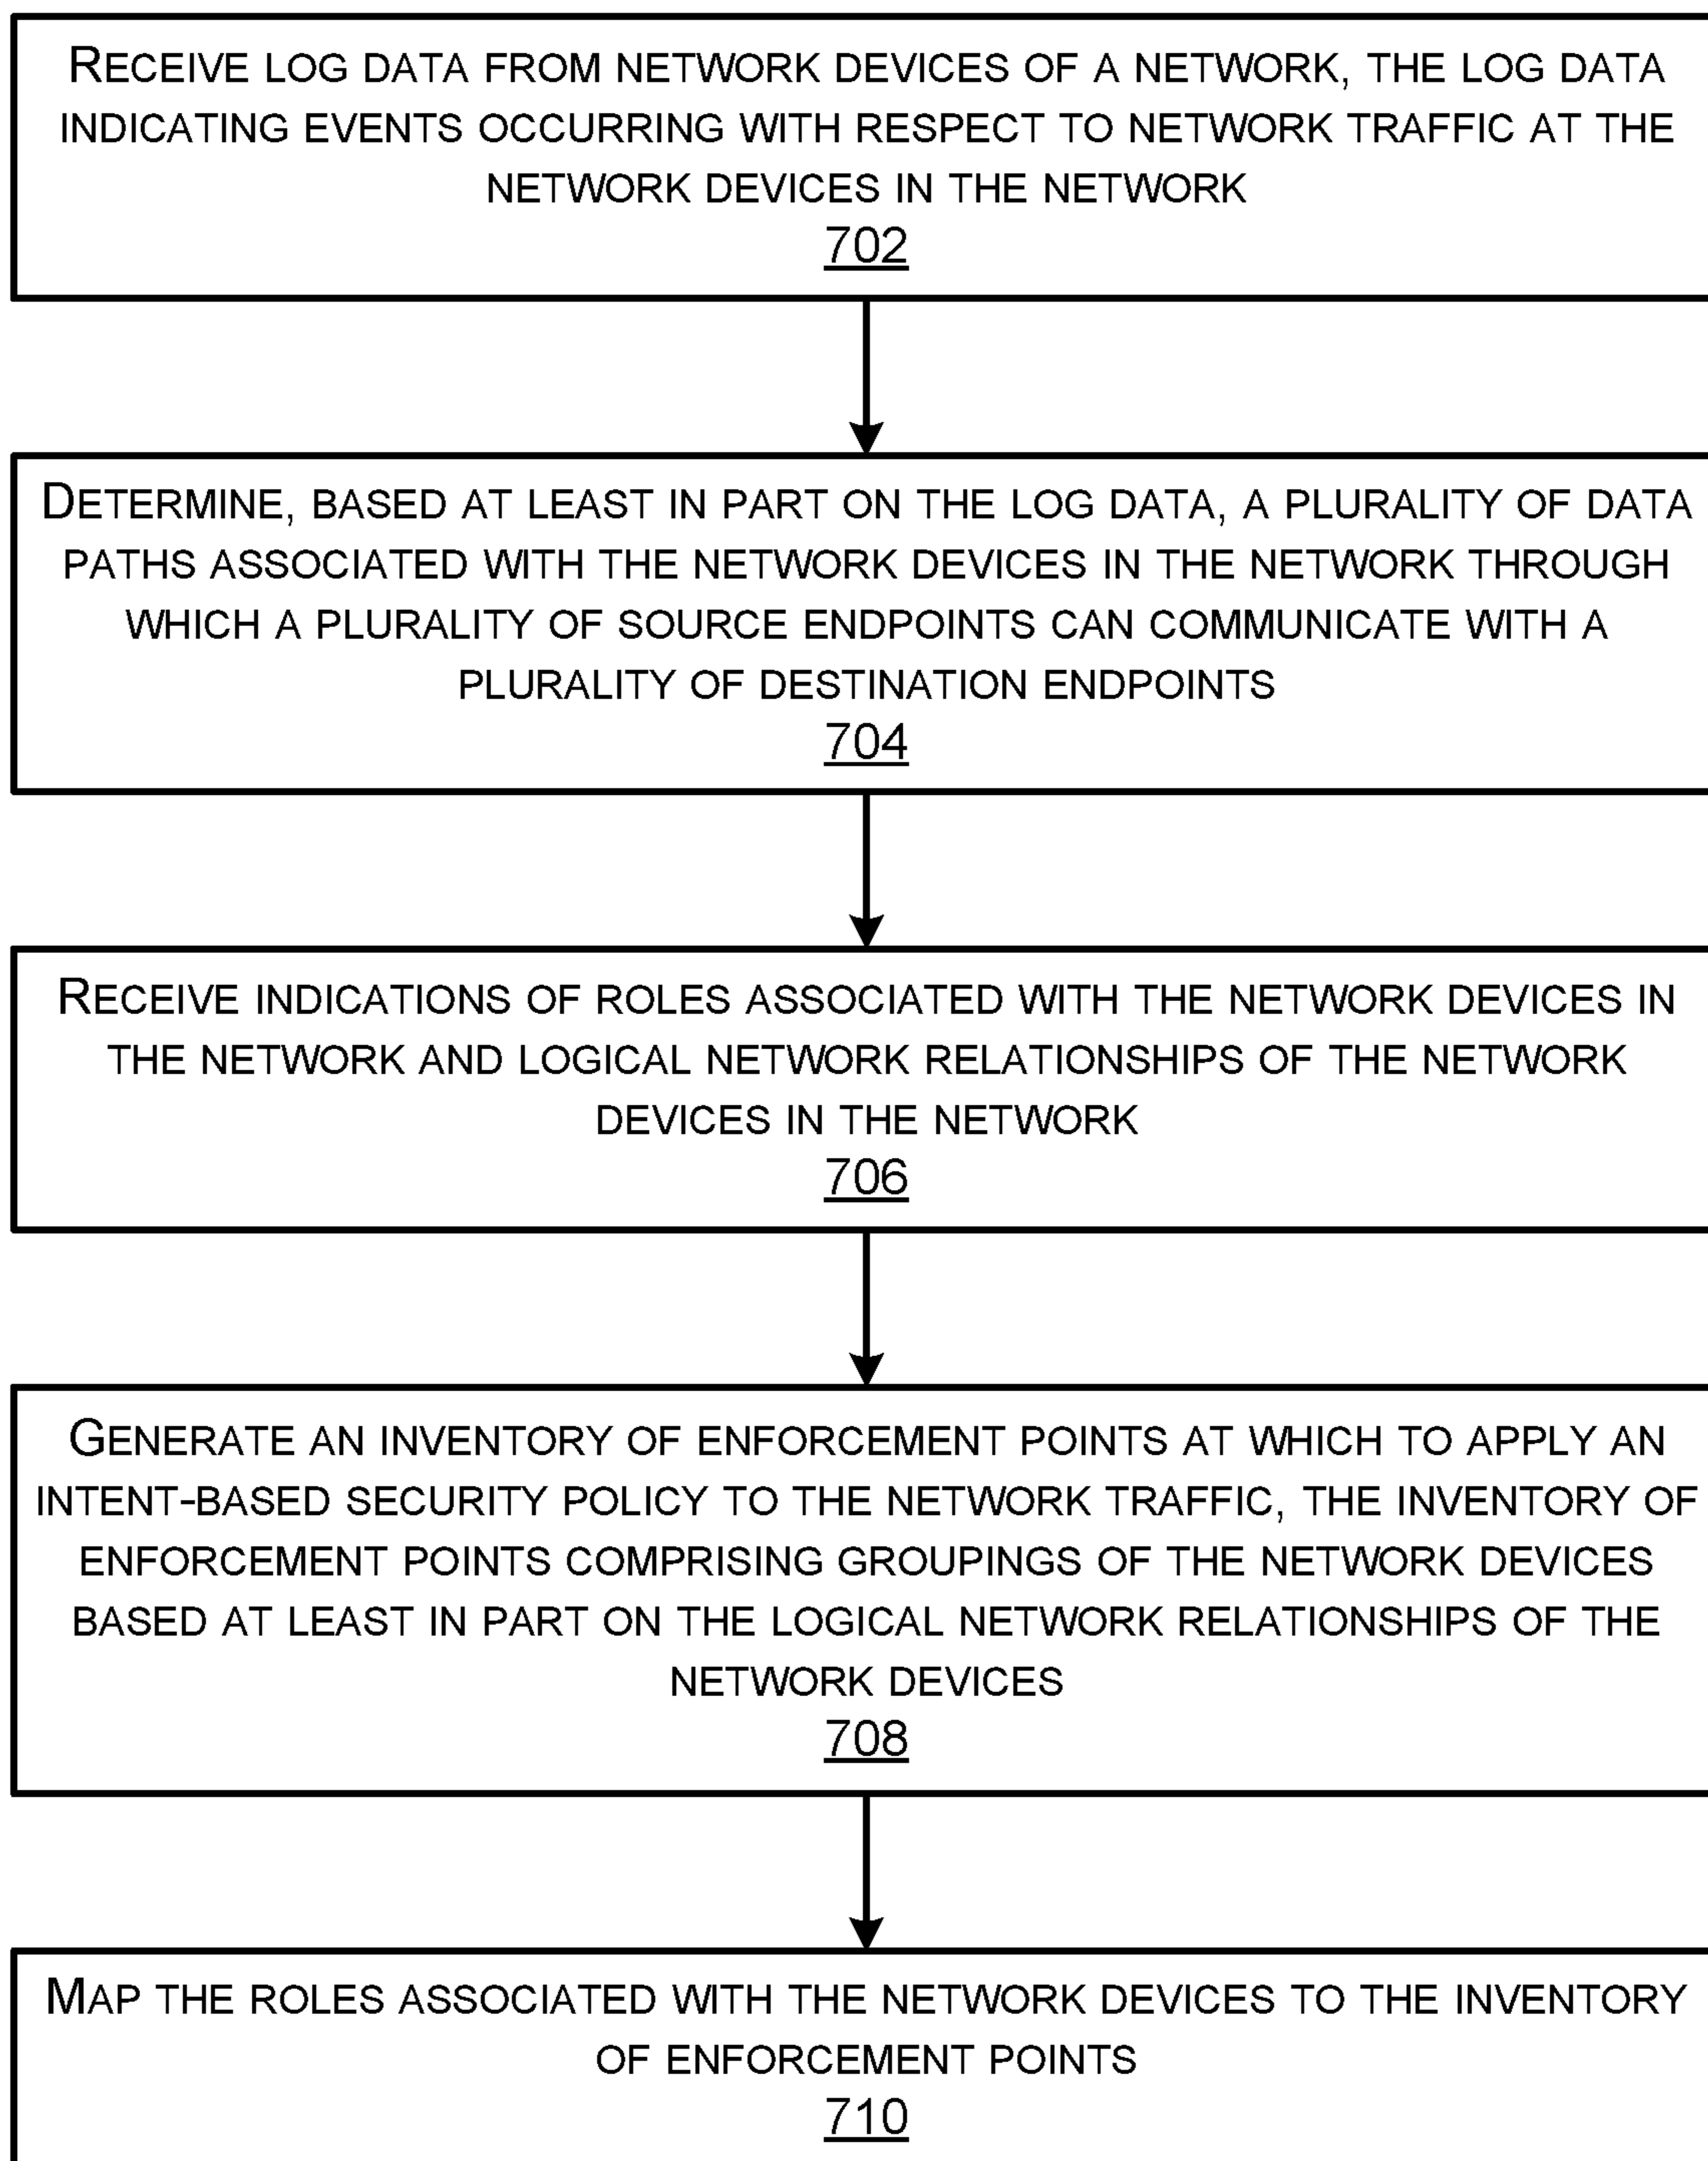 RECEIVE LOG DATA FROM NETWORK DEVICES OF A NETWORK, THE LOG DATA
INDICATING EVENTS OCCURRING WITH RESPECT TO NETWORK TRAFFIC AT THE
NETWORK DEVICES IN THE NETWORK
702
DETERMINE, BASED AT LEAST IN PART ON THE LOG DATA, A PLURALITY OF DATA
PATHS ASSOCIATED WITH THE NETWORK DEVICES IN THE NETWORK THROUGH
WHICH A PLURALITY OF SOURCE ENDPOINTS CAN COMMUNICATE WITH A
PLURALITY OF DESTINATION ENDPOINTS
704
RECEIVE INDICATIONS OF ROLES ASSOCIATED WITH THE NETWORK DEVICES IN
THE NETWORK AND LOGICAL NETWORK RELATIONSHIPS OF THE NETWORK
DEVICES IN THE NETWORK
706
GENERATE AN INVENTORY OF ENFORCEMENT POINTS AT WHICH TO APPLY AN
INTENT-BASED SECURITY POLICY TO THE NETWORK TRAFFIC, THE INVENTORY OF
ENFORCEMENT POINTS COMPRISING GROUPINGS OF THE NETWORK DEVICES
BASED AT LEAST IN PART ON THE LOGICAL NETWORK RELATIONSHIPS OF THE
NETWORK DEVICES
708
MAP THE ROLES ASSOCIATED WITH THE NETWORK DEVICES TO THE INVENTORY
OF ENFORCEMENT POINTS
710